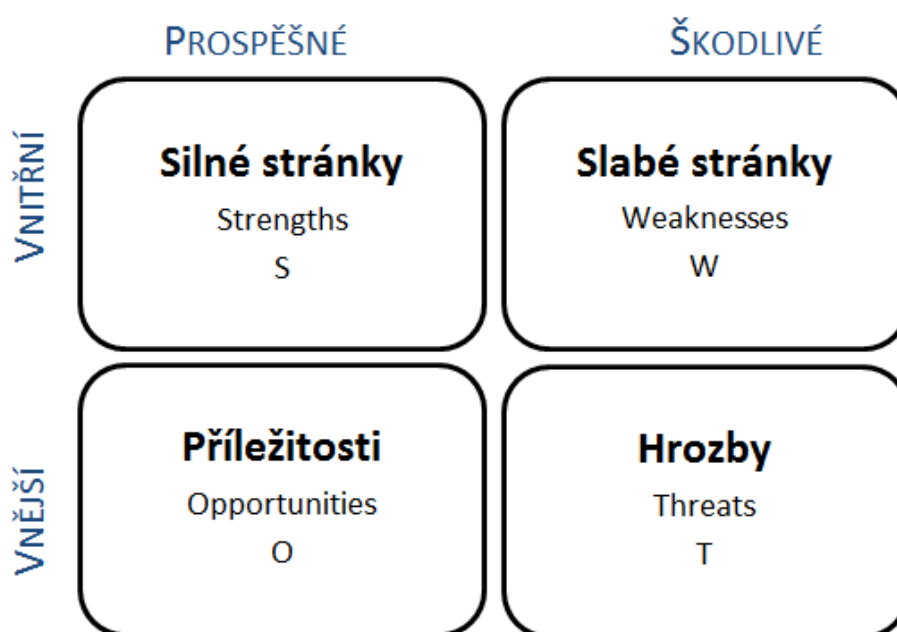 PROSPĚŠNÉ
ŠKODLIVÉ
VNITŘNÍ
Silné stránky
Strengths
S
Slabé stránky
Weaknesses
W
VNĚJŠÍ
Příležitosti
Opportunities
O
Hrozby
Threats
T